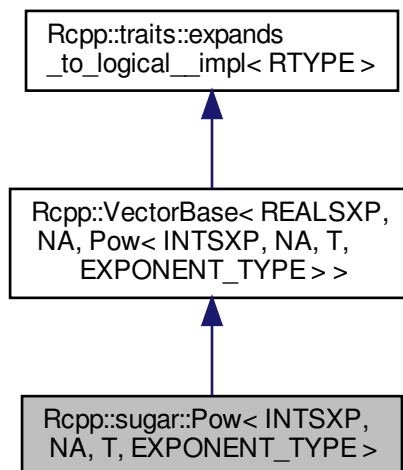 Rcpp::traits::expands
_to_logical__impl< RTYPE >
Rcpp::VectorBase< REALSXP,
NA, Pow< INTSXP, NA, T,
EXPONENT_TYPE > >
Rcpp::sugar::Pow< INTSXP,
NA, T, EXPONENT_TYPE >